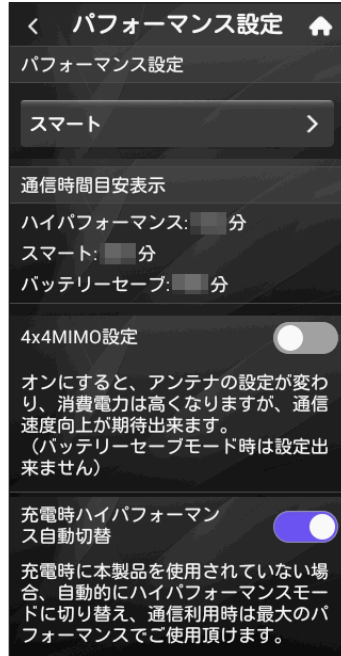 パフォーマンス設定
パフォーマンス設定
スマート
通信時間目安表示
ハイパフォーマンス: 分
スマート: 分
バッテリーセーブ: 分
4x4MIMO設定
オンにすると、アンテナの設定が変わ
り、消費電力は高くなりますが、通信
速度向上が期待出来ます。
（バッテリーセーブモード時は設定出
来ません）
充電時ハイパフォーマン
ス自動切替
充電時に本製品を使用されていない場
合、自動的にハイパフォーマンスモー
ドに切り替え、通信利用時は最大のパ
フォーマンスでご使用頂けます。